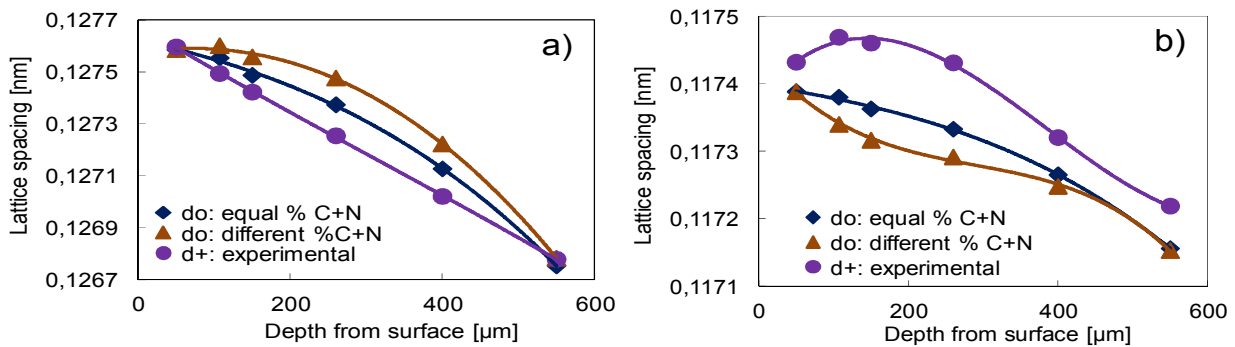 0,1277
0,1275
0,1273
0,1271
0,1269
0,1267
Lattice spacing [nm]
a)
do: equal % C+N
do: different %C+N
d+: experimental
0
200
400
600
Depth from surface [µm]
0,1175
0,1174
0,1173
0,1172
0,1171
Lattice spacing [nm]
b)
do: equal % C+N
do: different % C+N
d+: experimental
0
200
400
600
Depth from surface [µm]